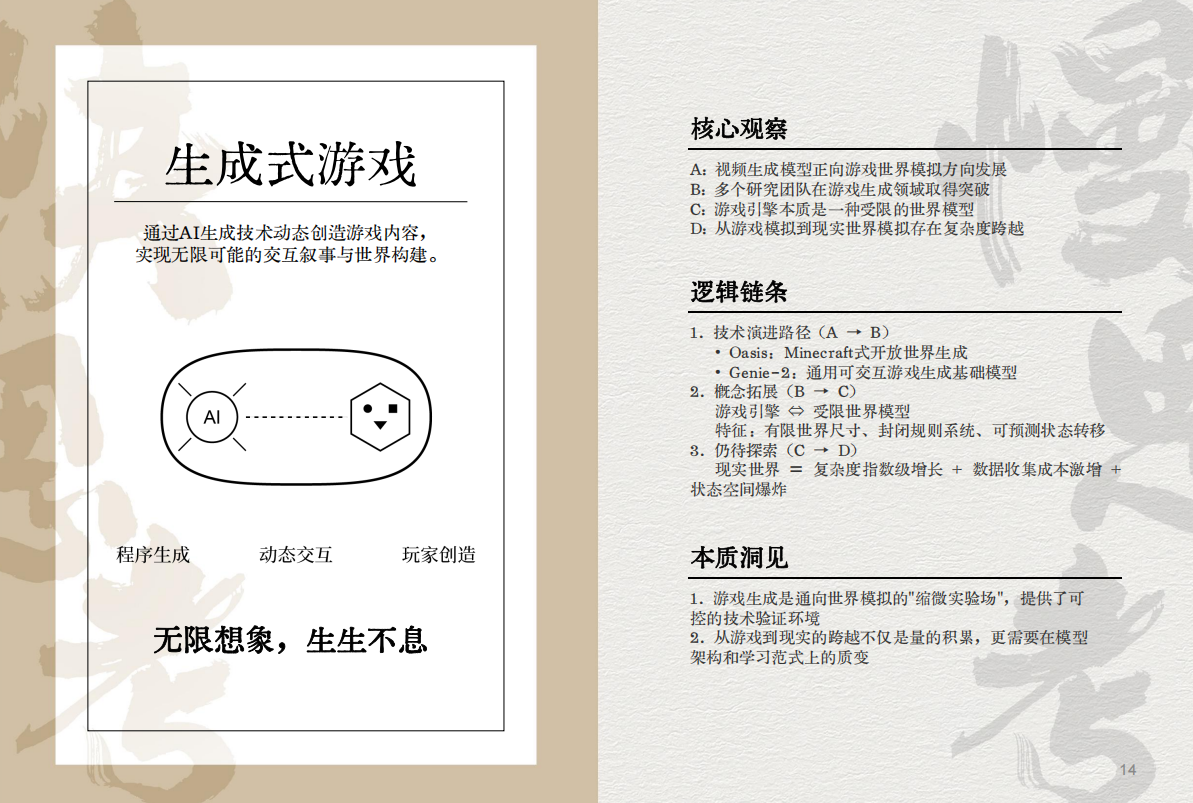 生成式游戏
通过AI生成技术动态创造游戏内容，
实现无限可能的交互叙事与世界构建。
AI
程序生成 动态交互 玩家创造
无限想象，生生不息
核心观察
A: 视频生成模型正向游戏世界模拟方向发展
B: 多个研究团队在游戏生成领域取得突破
C: 游戏引擎本质是一种受限的世界模型
D: 从游戏模拟到现实世界模拟存在复杂度跨越
逻辑链条
1. 技术演进路径（A → B）
• Oasis: Minecraft式开放世界生成
• Genie-2: 通用可交互游戏生成基础模型
2. 概念拓展（B → C）
游戏引擎 ⇔ 受限世界模型
特征: 有限世界尺寸、封闭规则系统、可预测状态转移
3. 仍待探索（C → D）
现实世界 = 复杂度指数级增长 + 数据收集成本激增 +
状态空间爆炸
本质洞见
1. 游戏生成是通向世界模拟的"缩微实验场"，提供了可
控的技术验证环境
2. 从游戏到现实的跨越不仅是量的积累，更需要在模型
架构和学习范式上的质变
慢思考
14